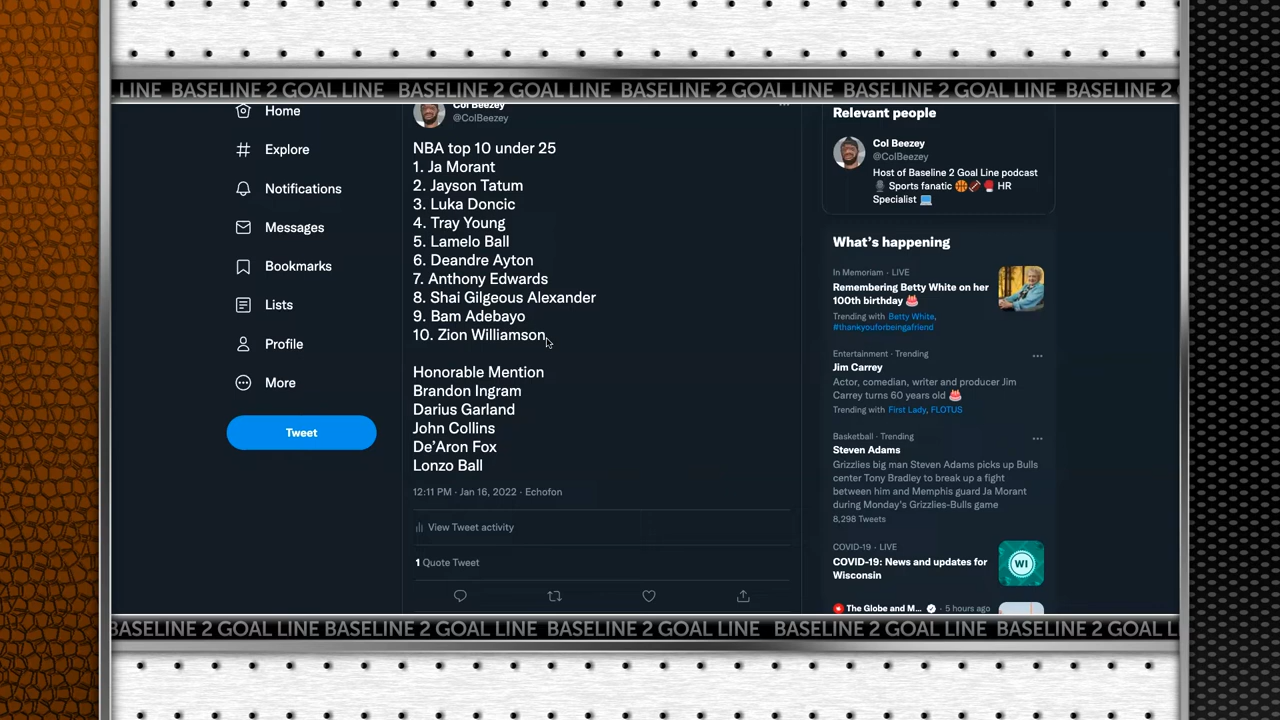 LINE BASELINE 2 GOAL LINE BASELINE 2 GOAL LINE BASELINE 2 GOAL LINE BASELINE 2 GOAL LINE BASELINE 2
Home
Explore
Notifications
Messages
Bookmarks
Lists
Profile
More
Tweet
Col Beezey
@ColBeezey
NBA top 10 under 25
1. Ja Morant
2. Jayson Tatum
3. Luka Doncic
4. Tray Young
5. Lamelo Ball
6. Deandre Ayton
7. Anthony Edwards
8. Shai Gilgeous Alexander
9. Bam Adebayo
10. Zion Williamson
Honorable Mention
Brandon Ingram
Darius Garland
John Collins
De’Aron Fox
Lonzo Ball
12:11 PM · Jan 16, 2022 · Echofon
View Tweet activity
1 Quote Tweet
Relevant people
Col Beezey
@ColBeezey
Host of Baseline 2 Goal Line podcast
🎙️ Sports fanatic 🏀🏈🥊 HR
Specialist 💻
What’s happening
In Memoriam · LIVE
Remembering Betty White on her
100th birthday 🎂
Trending with Betty White,
#thankyouforbeingafriend
Entertainment · Trending
Jim Carrey
Actor, comedian, writer and producer Jim
Carrey turns 60 years old 🎂
Trending with First Lady, FLOTUS
Basketball · Trending
Steven Adams
Grizzlies big man Steven Adams picks up Bulls
center Tony Bradley to break up a fight
between him and Memphis guard Ja Morant
during Monday's Grizzlies-Bulls game
8,298 Tweets
COVID-19 · LIVE
COVID-19: News and updates for
Wisconsin
WI
The Globe and M... · 5 hours ago
BASELINE 2 GOAL LINE BASELINE 2 GOAL LINE BASELINE 2 GOAL LINE BASELINE 2 GOAL LINE BASELINE 2 GOAL L